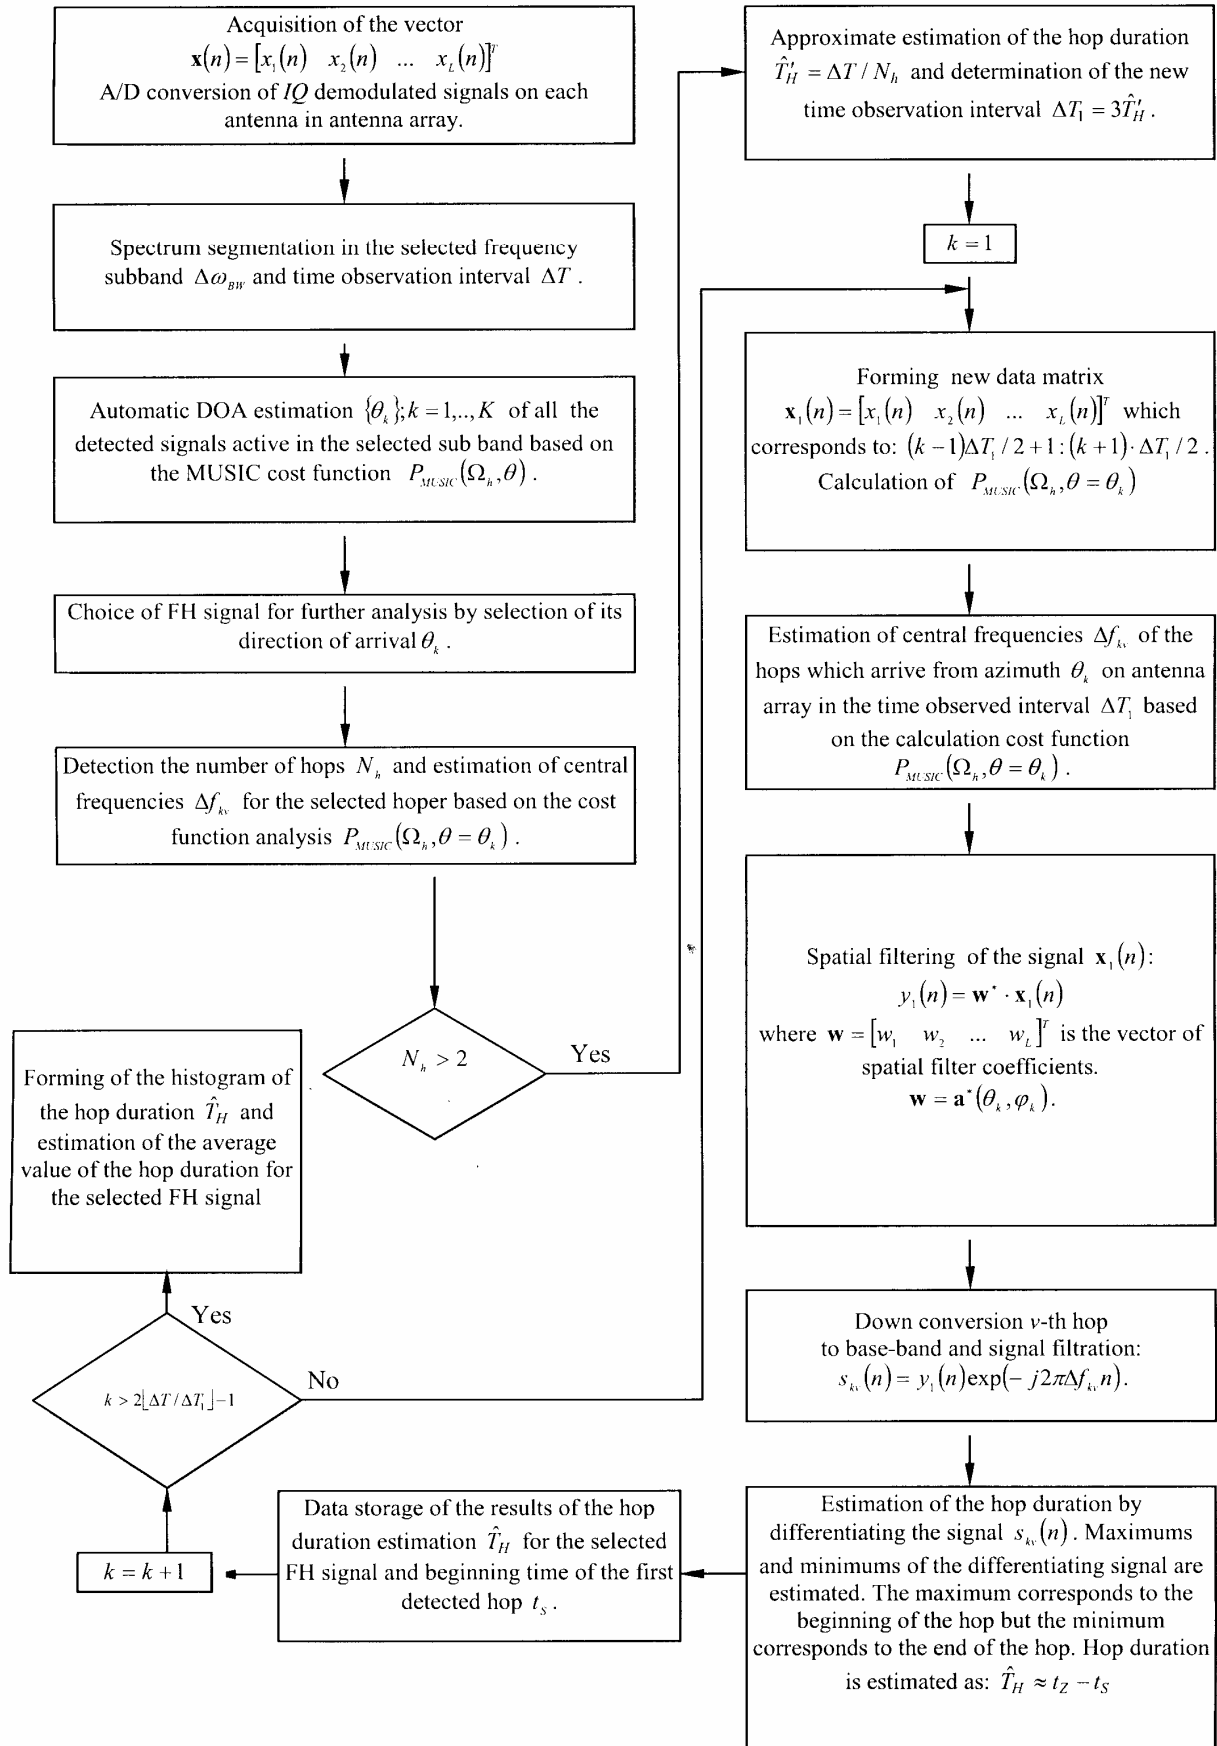 Acquisition of the vector
x(n) = [x₁(n) x₂(n) ... x_L(n)]ᵀ
A/D conversion of IQ demodulated signals on each
antenna in antenna array.
Spectrum segmentation in the selected frequency
subband Δω_BW and time observation interval ΔT .
Automatic DOA estimation {θ_k}; k = 1,.., K of all the
detected signals active in the selected sub band based on
the MUSIC cost function P_MUSIC(Ω_h, θ) .
Choice of FH signal for further analysis by selection of its
direction of arrival θ_k .
Detection the number of hops N_h and estimation of central
frequencies Δf_kv for the selected hoper based on the cost
function analysis P_MUSIC(Ω_h, θ = θ_k) .
N_h > 2
Yes
Approximate estimation of the hop duration
T̂'_H = ΔT / N_h and determination of the new
time observation interval ΔT₁ = 3T̂'_H .
k = 1
Forming new data matrix
x₁(n) = [x₁(n) x₂(n) ... x_L(n)]ᵀ which
corresponds to: (k−1)ΔT₁ / 2 + 1 : (k+1)·ΔT₁ / 2 .
Calculation of P_MUSIC(Ω_h, θ = θ_k)
Estimation of central frequencies Δf_kv of the
hops which arrive from azimuth θ_k on antenna
array in the time observed interval ΔT₁ based
on the calculation cost function
P_MUSIC(Ω_h, θ = θ_k) .
Spatial filtering of the signal x₁(n) :
y₁(n) = w* · x₁(n)
where w = [w₁ w₂ ... w_L]ᵀ is the vector of
spatial filter coefficients.
w = a*(θ_k, φ_k).
Down conversion v-th hop
to base-band and signal filtration:
s_kv(n) = y₁(n)exp(− j2πΔf_kv n).
Estimation of the hop duration by
differentiating the signal s_kv(n) . Maximums
and minimums of the differentiating signal are
estimated. The maximum corresponds to the
beginning of the hop but the minimum
corresponds to the end of the hop. Hop duration
is estimated as: T̂_H ≈ t_Z − t_S
Data storage of the results of the hop
duration estimation T̂_H for the selected
FH signal and beginning time of the first
detected hop t_S .
k = k + 1
k > 2⌊ΔT / ΔT₁⌋ − 1
No
Yes
Forming of the histogram of
the hop duration T̂_H and
estimation of the average
value of the hop duration for
the selected FH signal